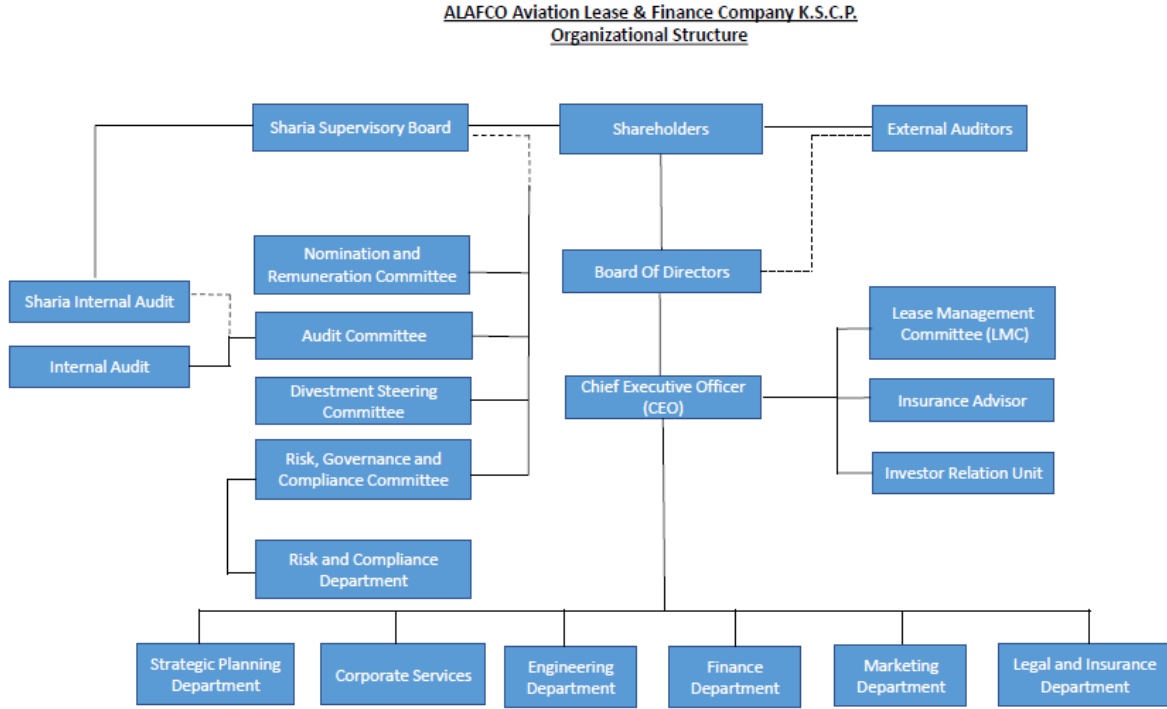 ALAFCO Aviation Lease & Finance Company K.S.C.P.
Organizational Structure
Sharia Supervisory Board
Shareholders
External Auditors
Nomination and
Remuneration Committee
Board Of Directors
Sharia Internal Audit
Audit Committee
Internal Audit
Lease Management
Committee (LMC)
Divestment Steering
Committee
Chief Executive Officer
(CEO)
Insurance Advisor
Risk, Governance and
Compliance Committee
Investor Relation Unit
Risk and Compliance
Department
Strategic Planning
Department
Corporate Services
Engineering
Department
Finance
Department
Marketing
Department
Legal and Insurance
Department